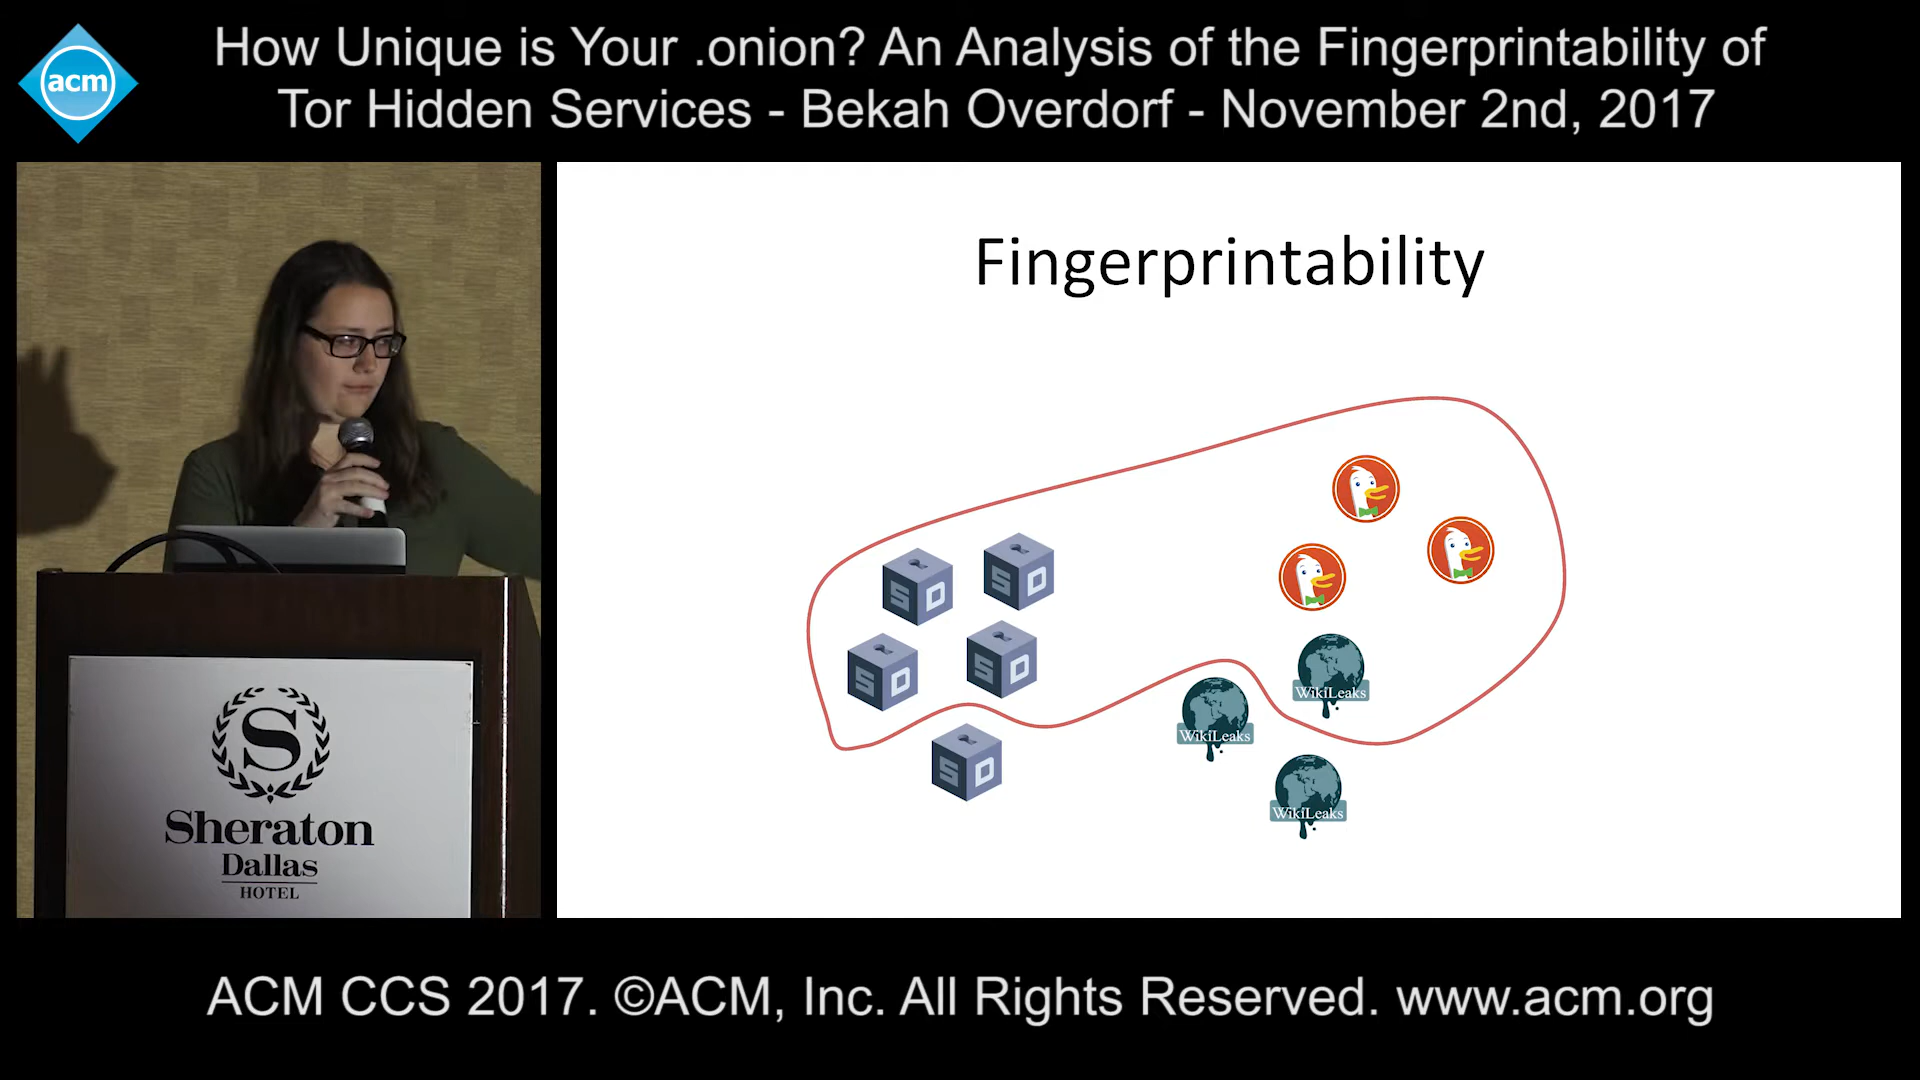 acm
How Unique is Your .onion? An Analysis of the Fingerprintability of
Tor Hidden Services - Bekah Overdorf - November 2nd, 2017
Fingerprintability
S D
S D
S D
S D
S D
WikiLeaks
WikiLeaks
WikiLeaks
S
Sheraton
Dallas
HOTEL
ACM CCS 2017. ©ACM, Inc. All Rights Reserved. www.acm.org